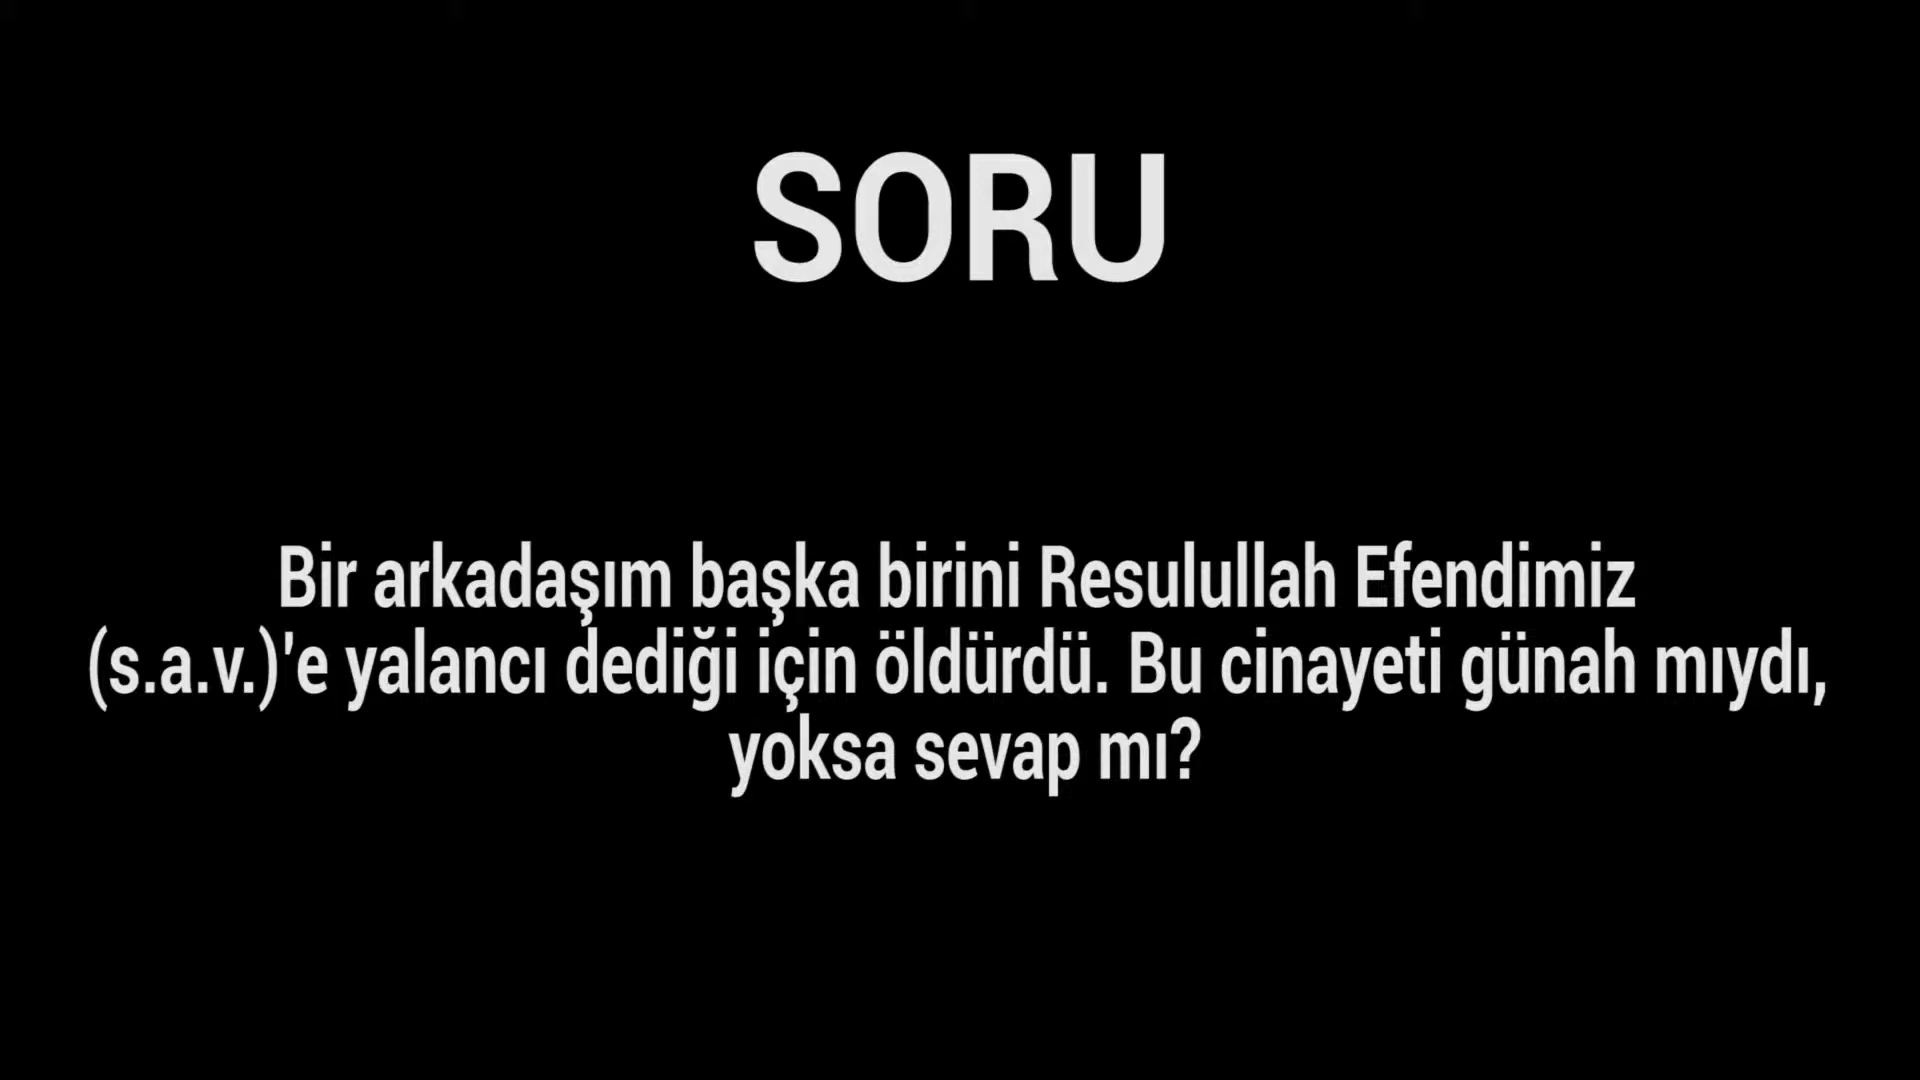 SORU
Bir arkadaşım başka birini Resulullah Efendimiz
(s.a.v.)'e yalancı dediği için öldürdü. Bu cinayeti günah mıydı,
yoksa sevap mı?